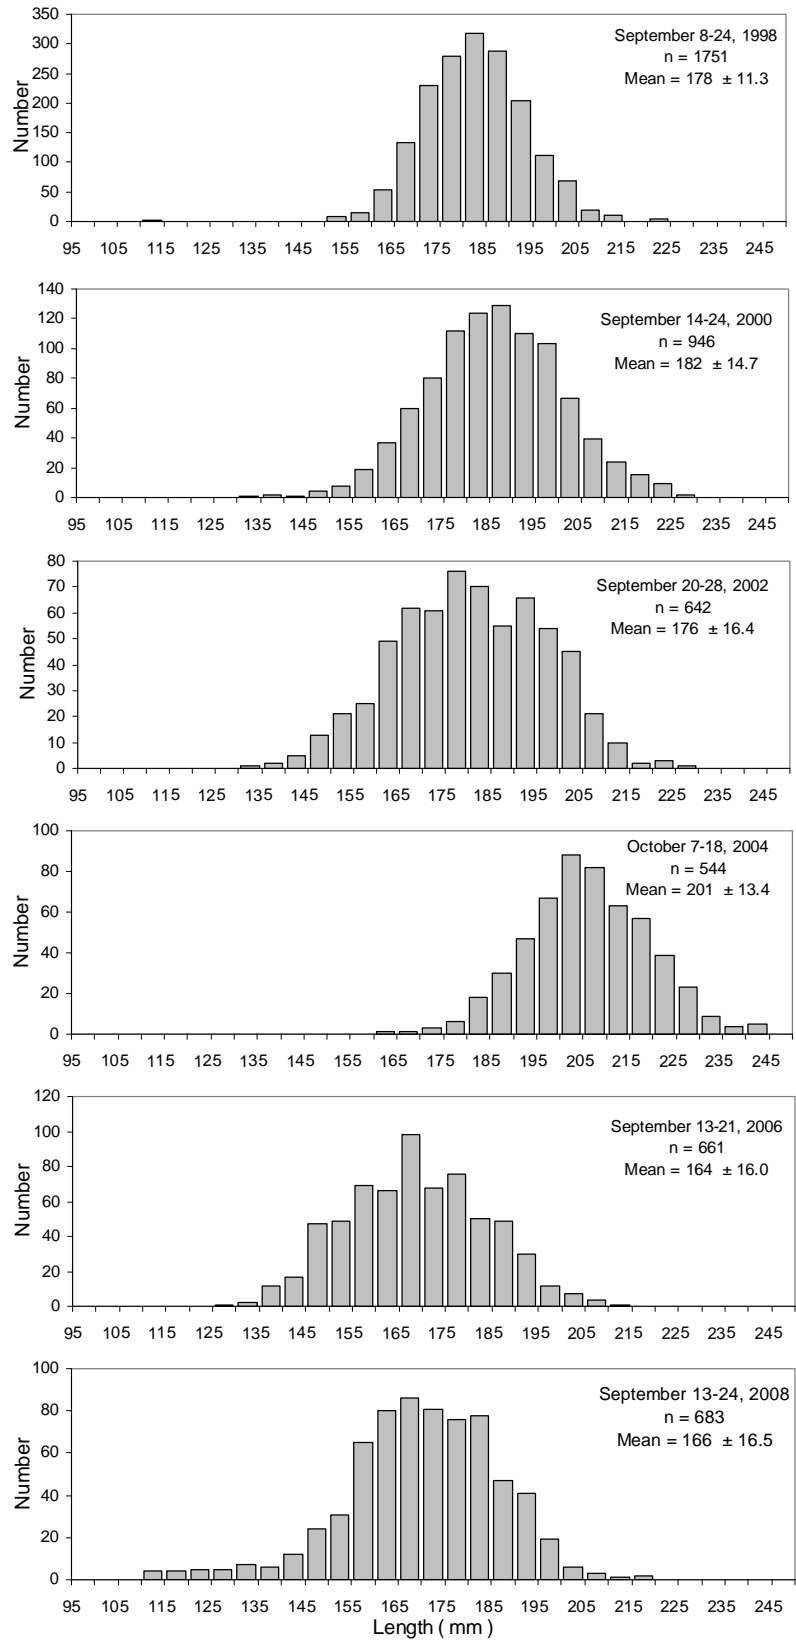 350
300
250
200
150
100
50
0
Number
September 8-24, 1998
n = 1751
Mean = 178 ± 11.3
95 105 115 125 135 145 155 165 175 185 195 205 215 225 235 245
140
120
100
80
60
40
20
0
Number
September 14-24, 2000
n = 946
Mean = 182 ± 14.7
95 105 115 125 135 145 155 165 175 185 195 205 215 225 235 245
80
70
60
50
40
30
20
10
0
Number
September 20-28, 2002
n = 642
Mean = 176 ± 16.4
95 105 115 125 135 145 155 165 175 185 195 205 215 225 235 245
100
80
60
40
20
0
Number
October 7-18, 2004
n = 544
Mean = 201 ± 13.4
95 105 115 125 135 145 155 165 175 185 195 205 215 225 235 245
120
100
80
60
40
20
0
Number
September 13-21, 2006
n = 661
Mean = 164 ± 16.0
95 105 115 125 135 145 155 165 175 185 195 205 215 225 235 245
100
80
60
40
20
0
Number
September 13-24, 2008
n = 683
Mean = 166 ± 16.5
95 105 115 125 135 145 155 165 175 185 195 205 215 225 235 245
Length ( mm )